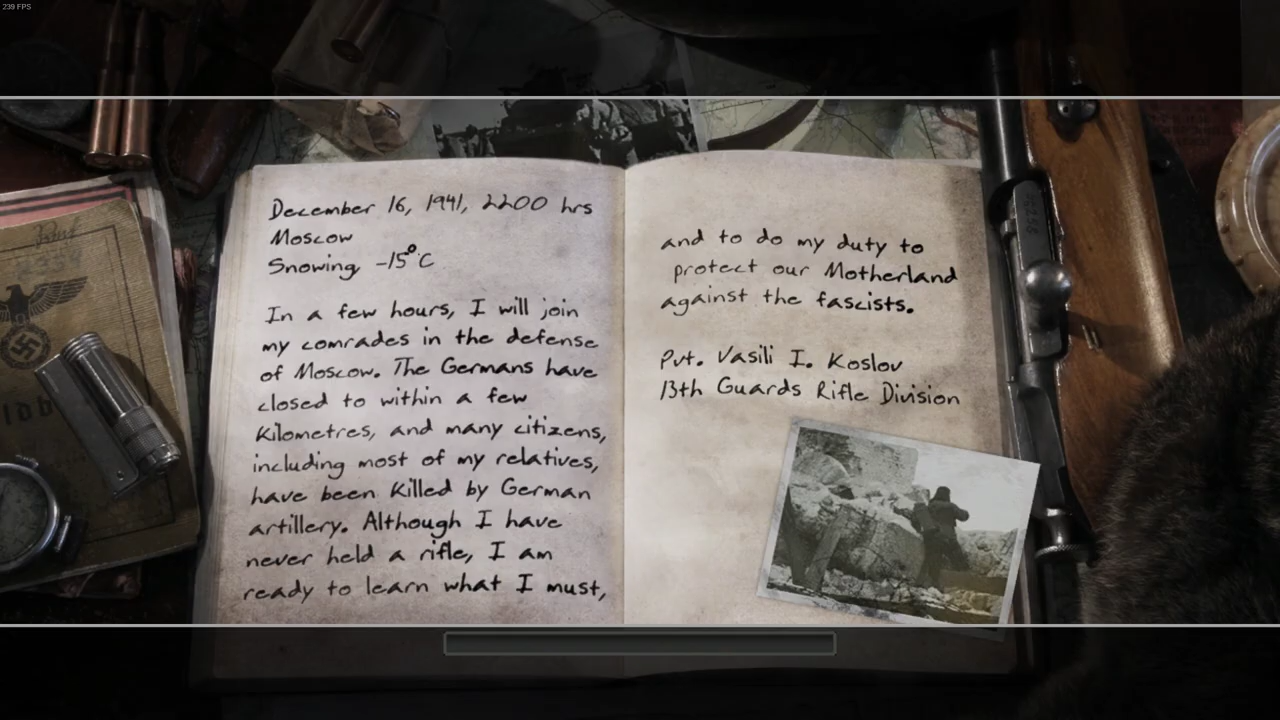 239 FPS
December 16, 1941, 2200 hrs
Moscow
Snowing -15°C
In a few hours, I will join
my comrades in the defense
of Moscow. The Germans have
closed to within a few
kilometres, and many citizens,
including most of my relatives,
have been killed by German
artillery. Although I have
never held a rifle, I am
ready to learn what I must,
and to do my duty to
protect our Motherland
against the fascists.
Pvt. Vasili I. Koslov
13th Guards Rifle Division